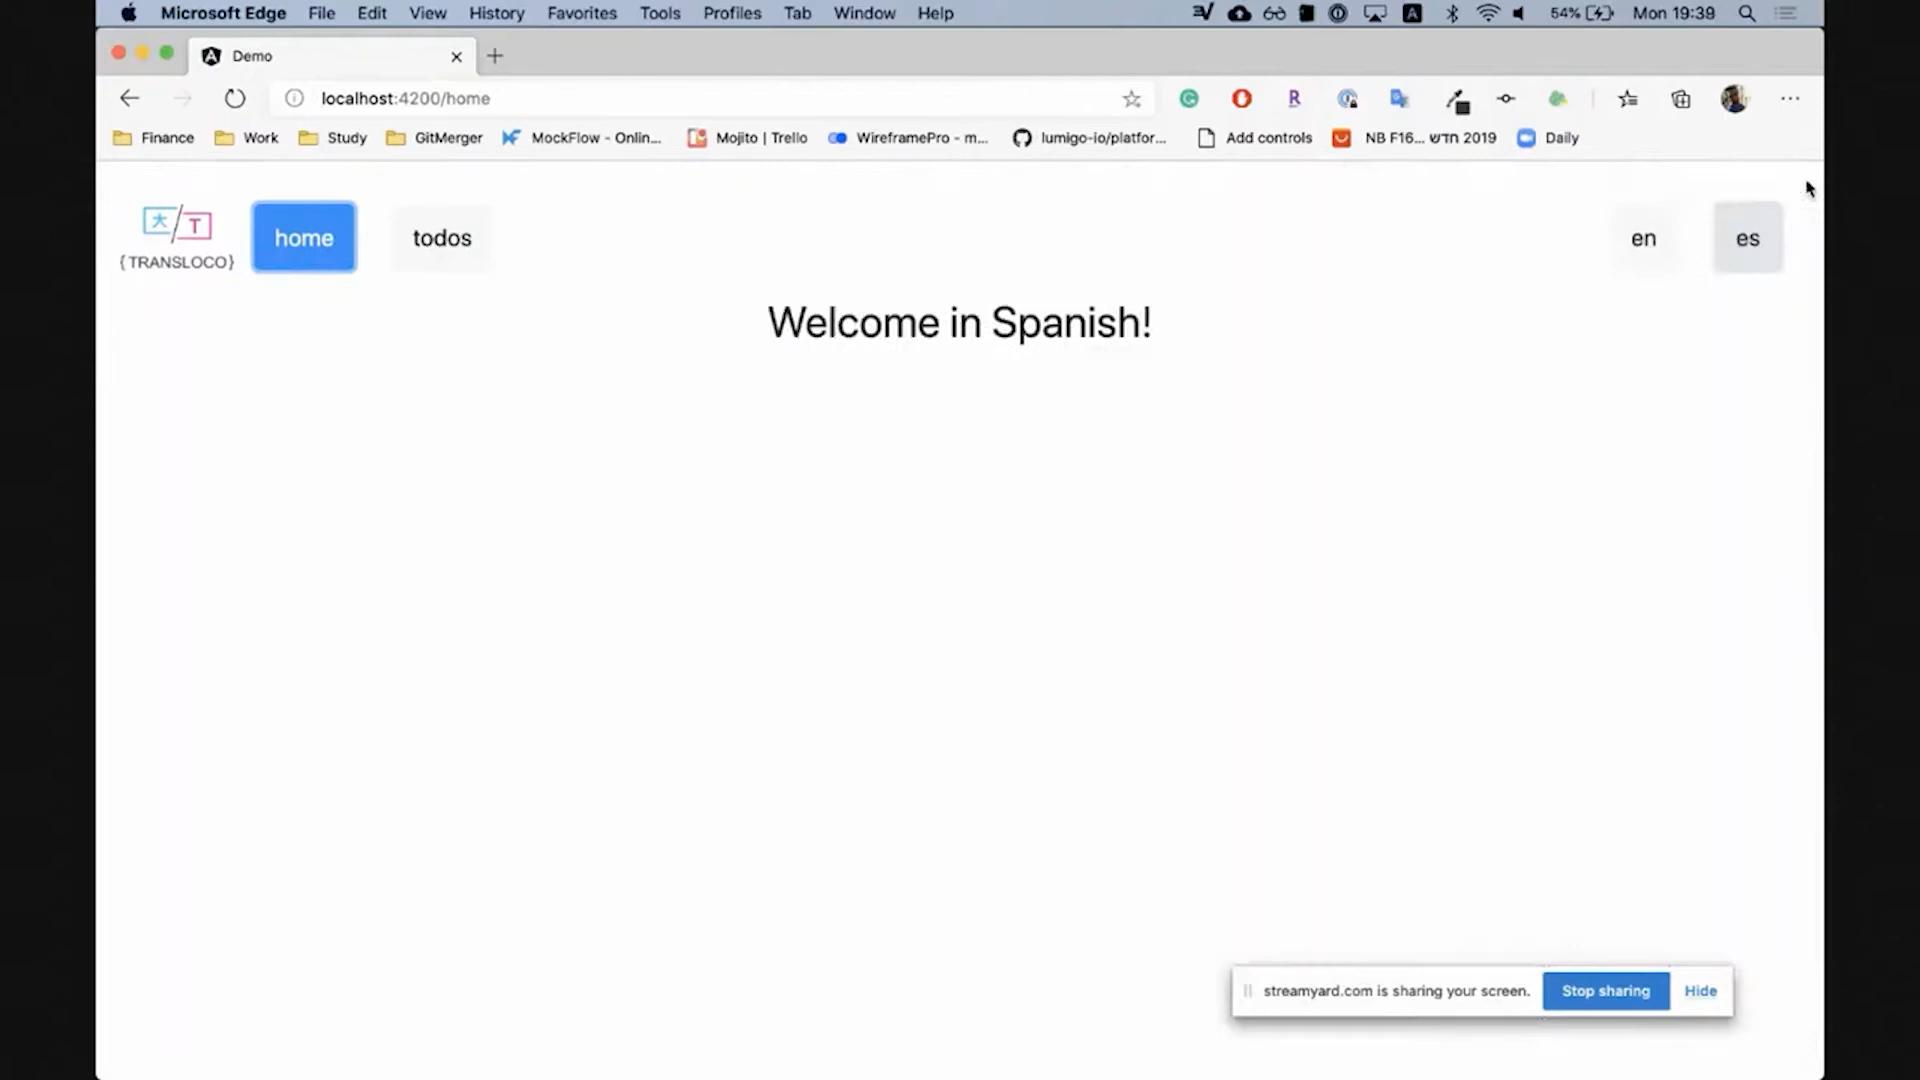 Microsoft Edge File Edit View History Favorites Tools Profiles Tab Window Help 54% Mon 19:39
Demo
localhost:4200/home
Finance Work Study GitMerger MockFlow - Onlin... Mojito | Trello WireframePro - m... lumigo-io/platfor... Add controls NB F16... חדש 2019 Daily
大 T
{TRANSLOCO}
home todos en es
Welcome in Spanish!
streamyard.com is sharing your screen. Stop sharing Hide